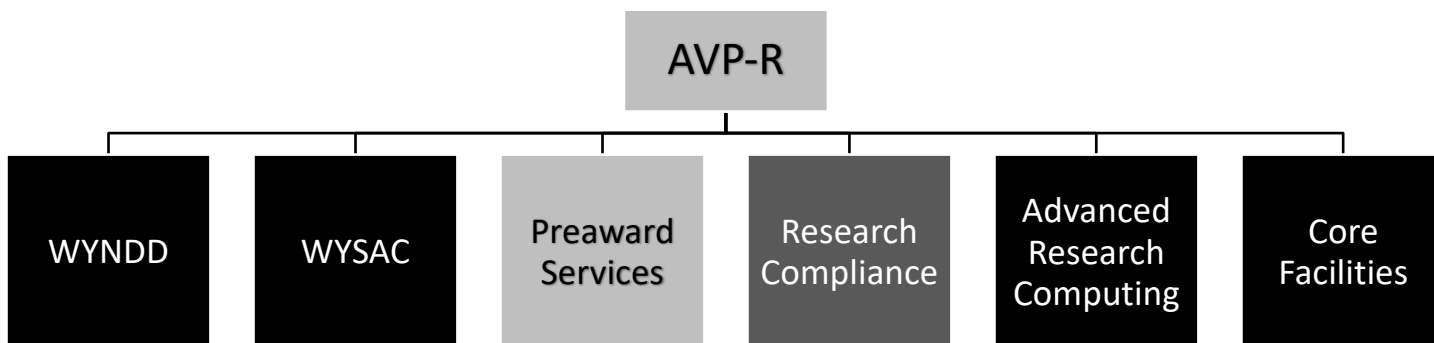 AVP-R
WYNDD
WYSAC
Preaward
Services
Research
Compliance
Advanced
Research
Computing
Core
Facilities